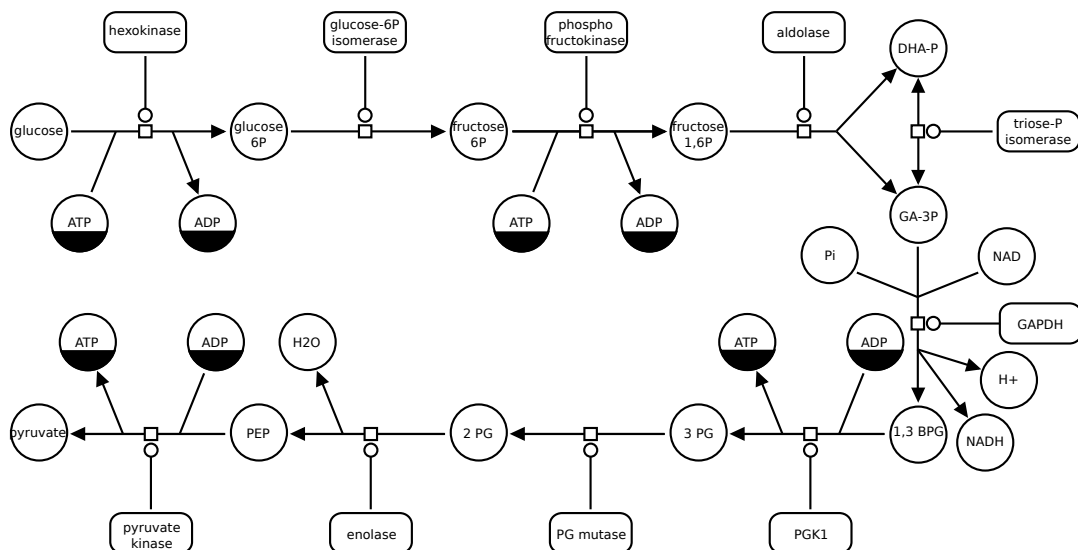 hexokinase
glucose-6P
isomerase
phospho
fructokinase
aldolase
DHA-P
glucose
glucose
6P
fructose
6P
fructose
1,6P
triose-P
isomerase
ATP
ADP
ATP
ADP
GA-3P
Pi
NAD
GAPDH
ATP
ADP
H2O
ATP
ADP
H+
pyruvate
PEP
2 PG
3 PG
1,3 BPG
NADH
pyruvate
kinase
enolase
PG mutase
PGK1